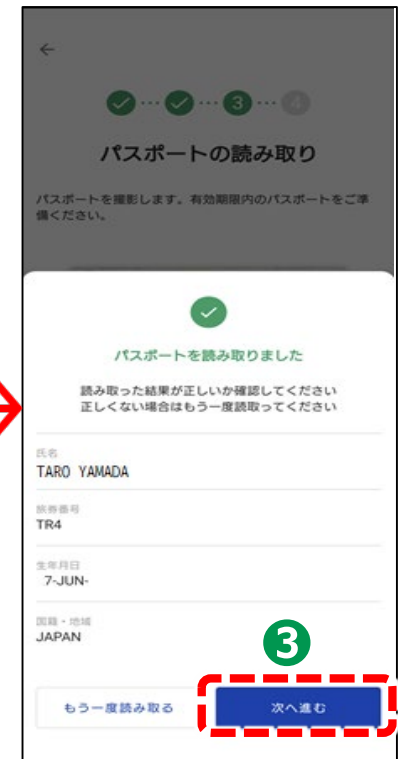 3
4
パスポートの読み取り
パスポートを撮影します。有効期限内のパスポートをご準
備ください。
パスポートを読み取りました
読み取った結果が正しいか確認してください
正しくない場合はもう一度読取ってください
氏名
TARO YAMADA
旅券番号
TR4
生年月日
7-JUN-
国籍・地域
JAPAN
3
もう一度読み取る
次へ進む